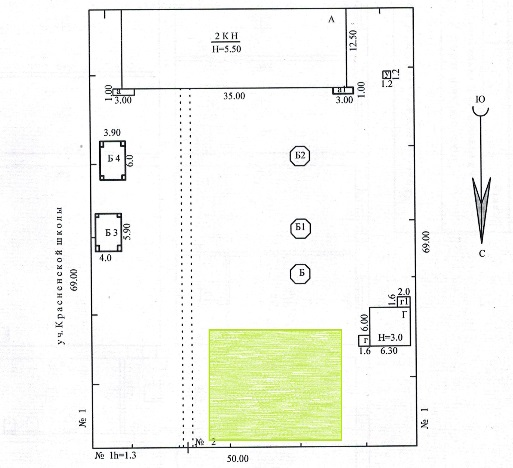 А
2 К Н
Н=5.50
12.50
У
1.2
1.2
а
1.00
3.00
35.00
а1
1.00
3.00
Ю
С
3.90
Б 4
6.0
Б2
Б 3
5.90
4.0
Б1
Б
уч.Красненской школы
69.00
69.00
2.0
1.6
г1
Г
6.00
Н=3.0
г
1.6
6.30
№ 1
№ 1
№ 2
№ 1h=1.3
50.00